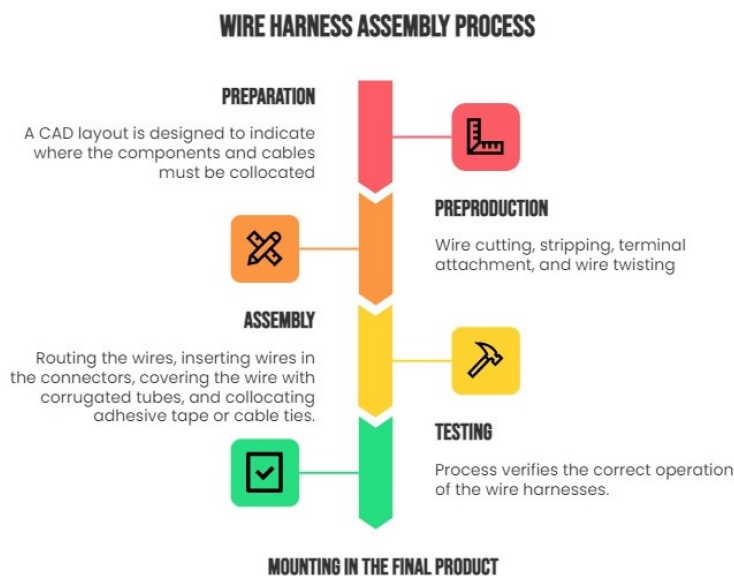 WIRE HARNESS ASSEMBLY PROCESS
PREPARATION
A CAD layout is designed to indicate
where the components and cables
must be collocated
PREPRODUCTION
Wire cutting, stripping, terminal
attachment, and wire twisting
ASSEMBLY
Routing the wires, inserting wires in
the connectors, covering the wire with
corrugated tubes, and collocating
adhesive tape or cable ties.
TESTING
Process verifies the correct operation
of the wire harnesses.
MOUNTING IN THE FINAL PRODUCT